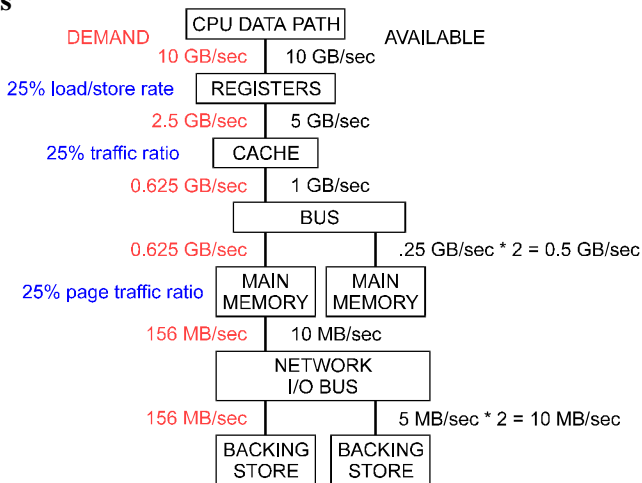 s
CPU DATA PATH
DEMAND
AVAILABLE
10 GB/sec
10 GB/sec
25% load/store rate
REGISTERS
2.5 GB/sec
5 GB/sec
25% traffic ratio
CACHE
0.625 GB/sec
1 GB/sec
BUS
0.625 GB/sec
.25 GB/sec * 2 = 0.5 GB/sec
25% page traffic ratio
MAIN
MEMORY
MAIN
MEMORY
156 MB/sec
10 MB/sec
NETWORK
I/O BUS
156 MB/sec
5 MB/sec * 2 = 10 MB/sec
BACKING
STORE
BACKING
STORE